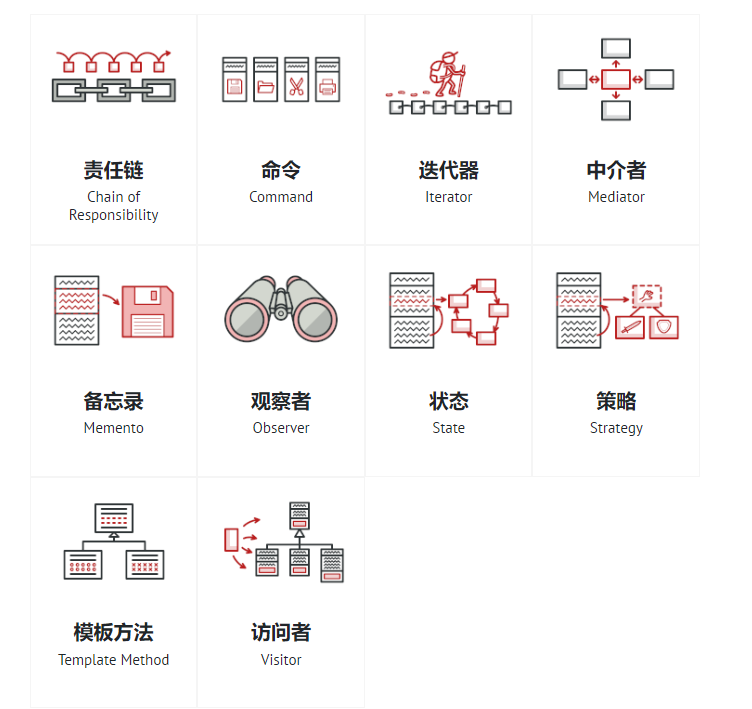 责任链
Chain of
Responsibility
命令
Command
迭代器
Iterator
中介者
Mediator
备忘录
Memento
观察者
Observer
状态
State
策略
Strategy
模板方法
Template Method
访问者
Visitor